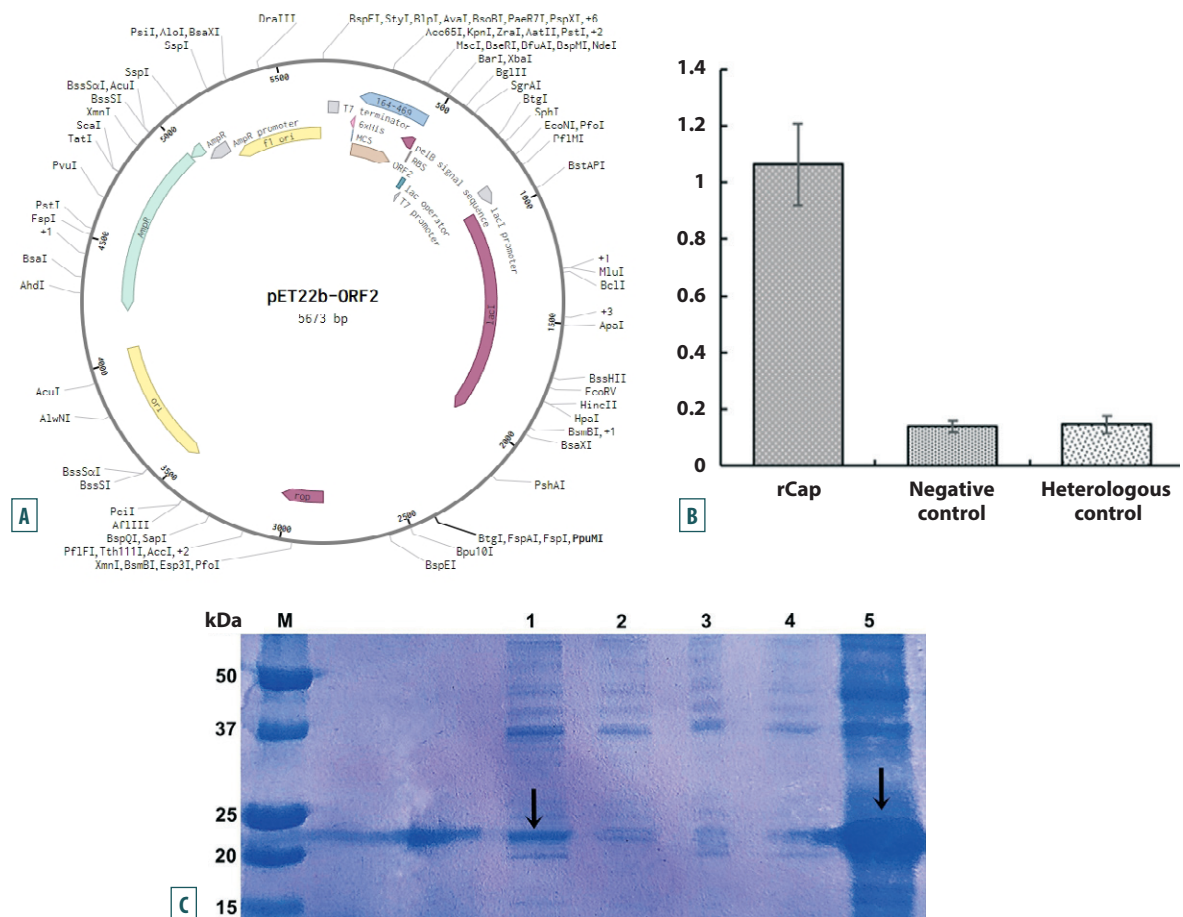 DraIII
BspEI,StyI,BlpI,AvaI,BsoBI,PaeR7I,PspXI,+6
PsiI,AloI,BsaXI
Acc65I,KpnI,ZraI,AatII,PstI,+2
SspI
MscI,BseRI,BfuAI,BspMI,NdeI
BarI,XbaI
SspI
BglII
BssSαI,AcuI
SgrAI
BssSI
BtgI
XmnI
SphI
ScaI
EcoNI,PfoI
TatI
PflMI
PvuI
BstAPI
PstI
FspI
+1
BsaI
AhdI
+1
MluI
BclI
+3
ApaI
BssHII
EcoRV
HincII
HpaI
BsmBI,+1
BsaXI
AcuI
AlwNI
BssSαI
BssSI
PshAI
PciI
AflIII
BspQI,SapI
PflFI,Tth111I,AccI,+2
XmnI,BsmBI,Esp3I,PfoI
BtgI,FspAI,FspI,PpuMI
Bpu10I
BspEI
500
1000
1500
2000
2500
3000
3500
4000
4500
5000
5500
164-469
T7 terminator
6xHis
MCS
ORF2
pelB signal sequence
RBS
lac operator
T7 promoter
lacI promoter
lacI
AmpR
AmpR promoter
f1 ori
AmpR
ori
rop
pET22b-ORF2
5673 bp
A
1.4
1.2
1
0.8
0.6
0.4
0.2
0
rCap
Negative
control
Heterologous
control
B
kDa M 1 2 3 4 5
50
37
25
20
15
C